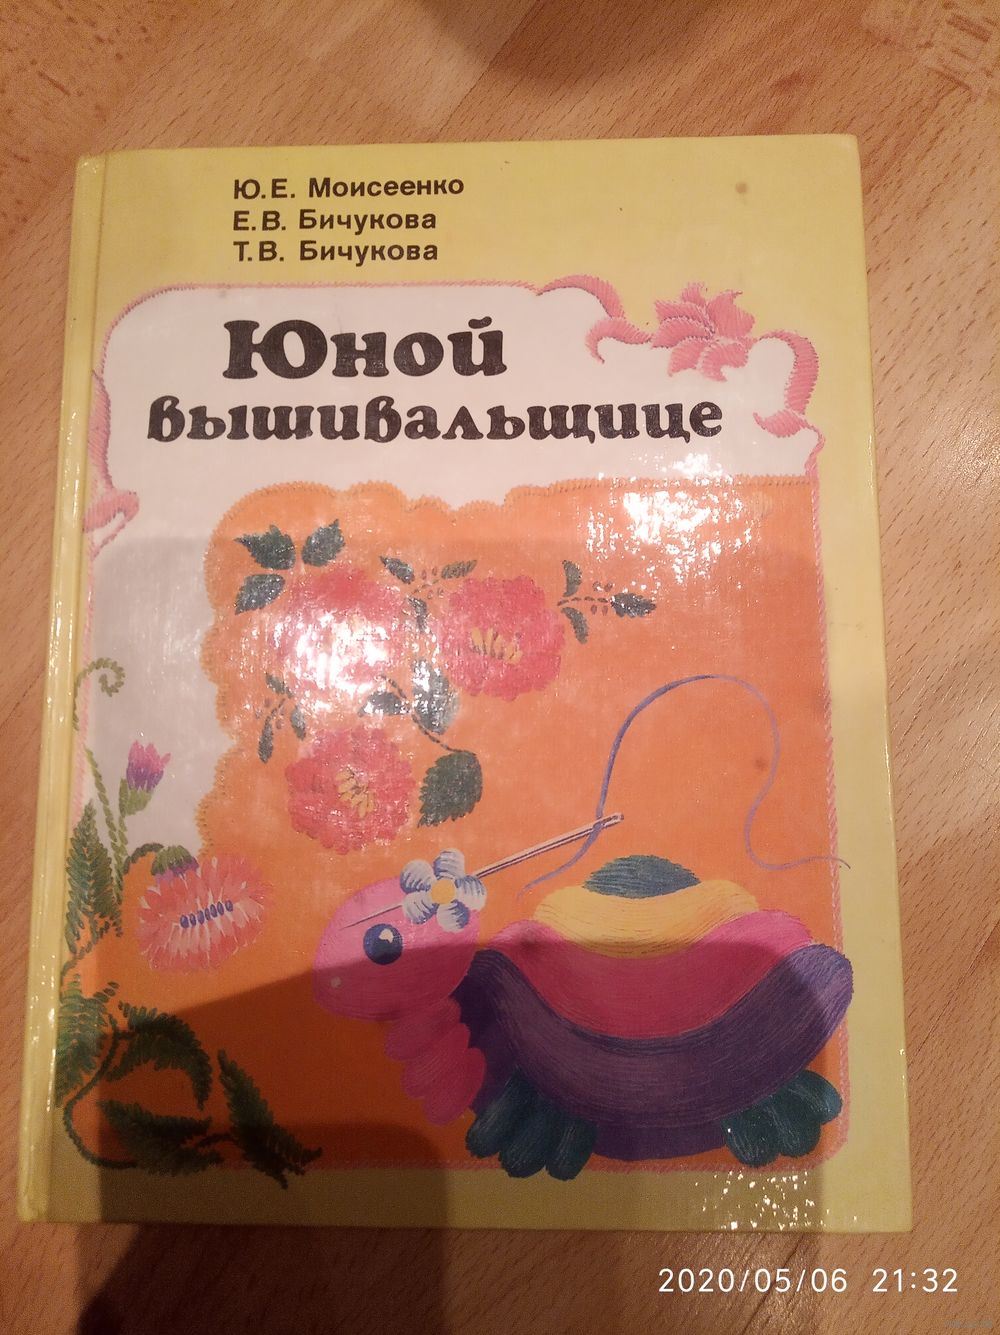 Ю.Е. Моисеенко
Е.В. Бичукова
Т.В. Бичукова
Юной
вышивальщице
2020/05/06 21:32